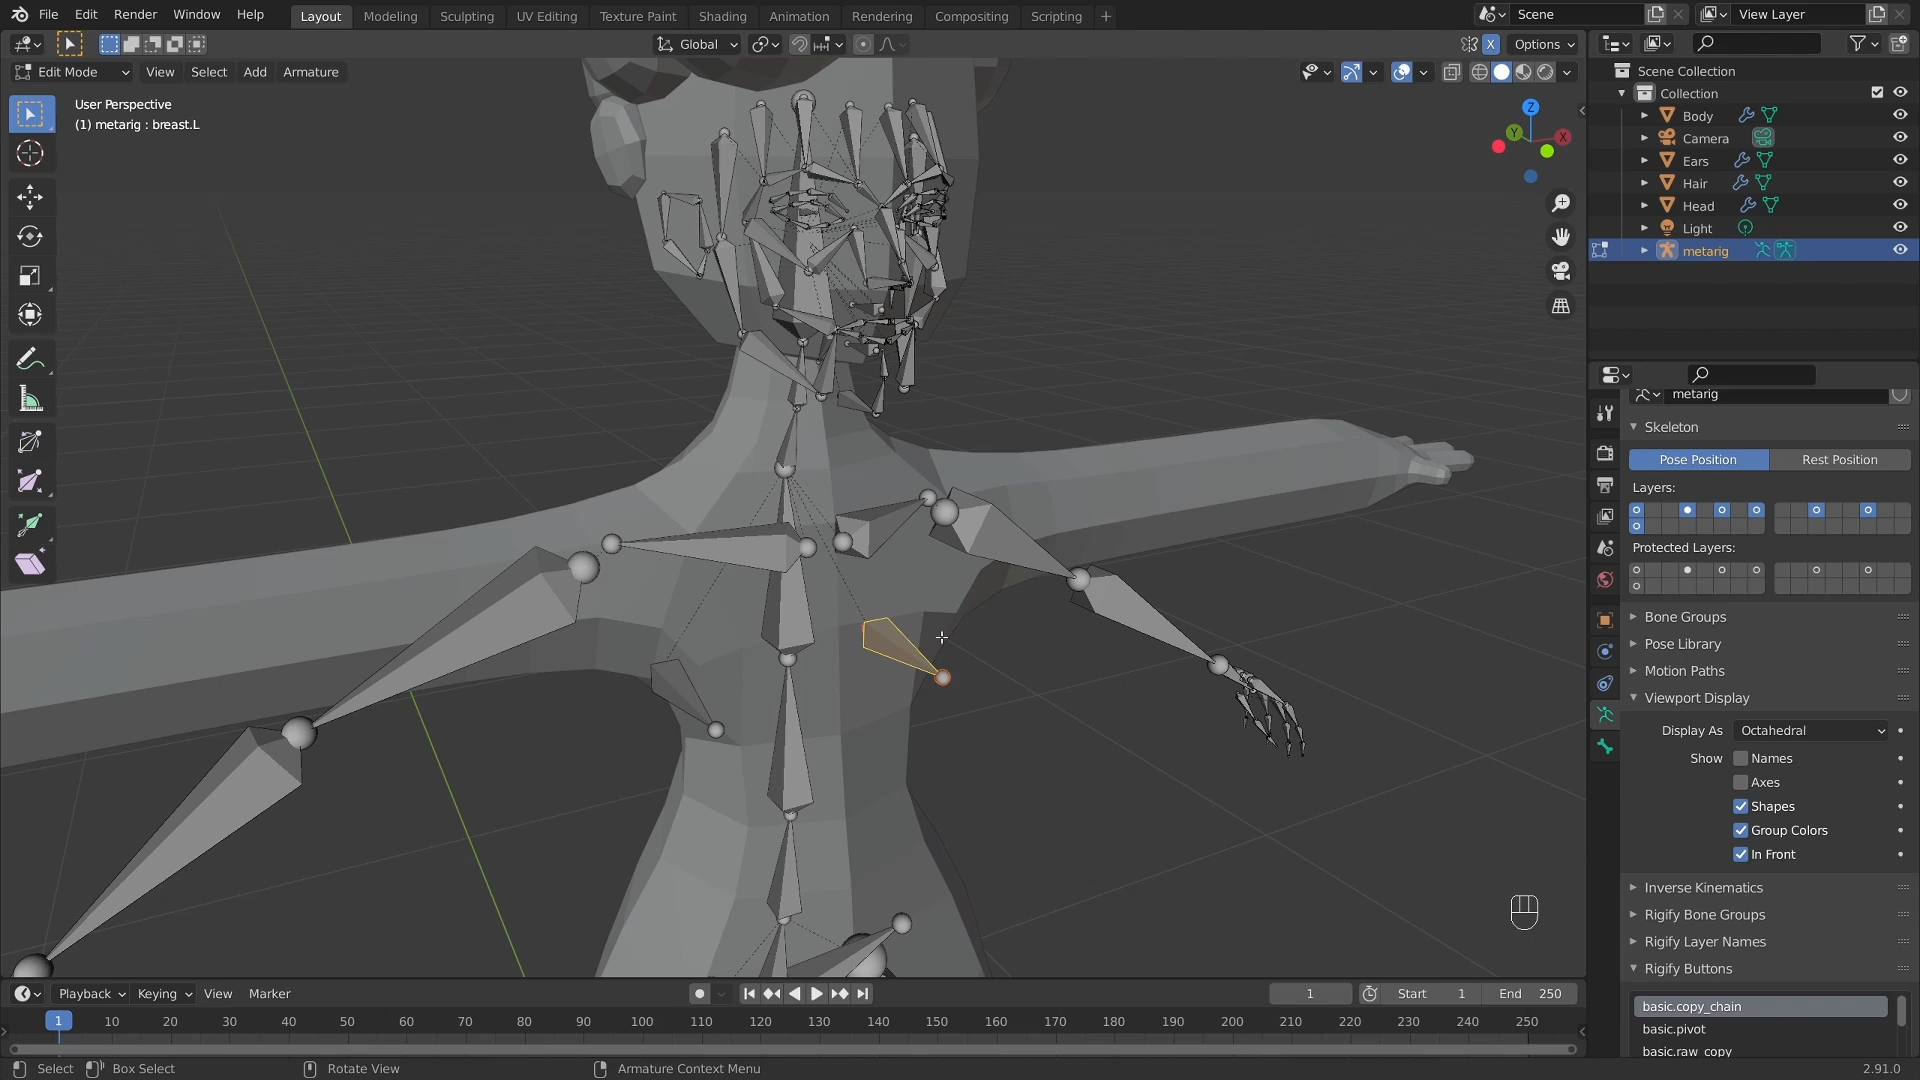 File Edit Render Window Help Layout Modeling Sculpting UV Editing Texture Paint Shading Animation Rendering Compositing Scripting + Scene View Layer
Global X Options
Edit Mode View Select Add Armature
User Perspective
(1) metarig : breast.L
Z
Y
X
Scene Collection
Collection
Body
Camera
Ears
Hair
Head
Light
metarig
metarig
Skeleton
Pose Position Rest Position
Layers:
Protected Layers:
Bone Groups
Pose Library
Motion Paths
Viewport Display
Display As Octahedral
Show Names
Axes
Shapes
Group Colors
In Front
Inverse Kinematics
Rigify Bone Groups
Rigify Layer Names
Rigify Buttons
basic.copy_chain
basic.pivot
basic.raw_copy
Playback Keying View Marker 1 Start 1 End 250
1 10 20 30 40 50 60 70 80 90 100 110 120 130 140 150 160 170 180 190 200 210 220 230 240 250
Select Box Select Rotate View Armature Context Menu 2.91.0